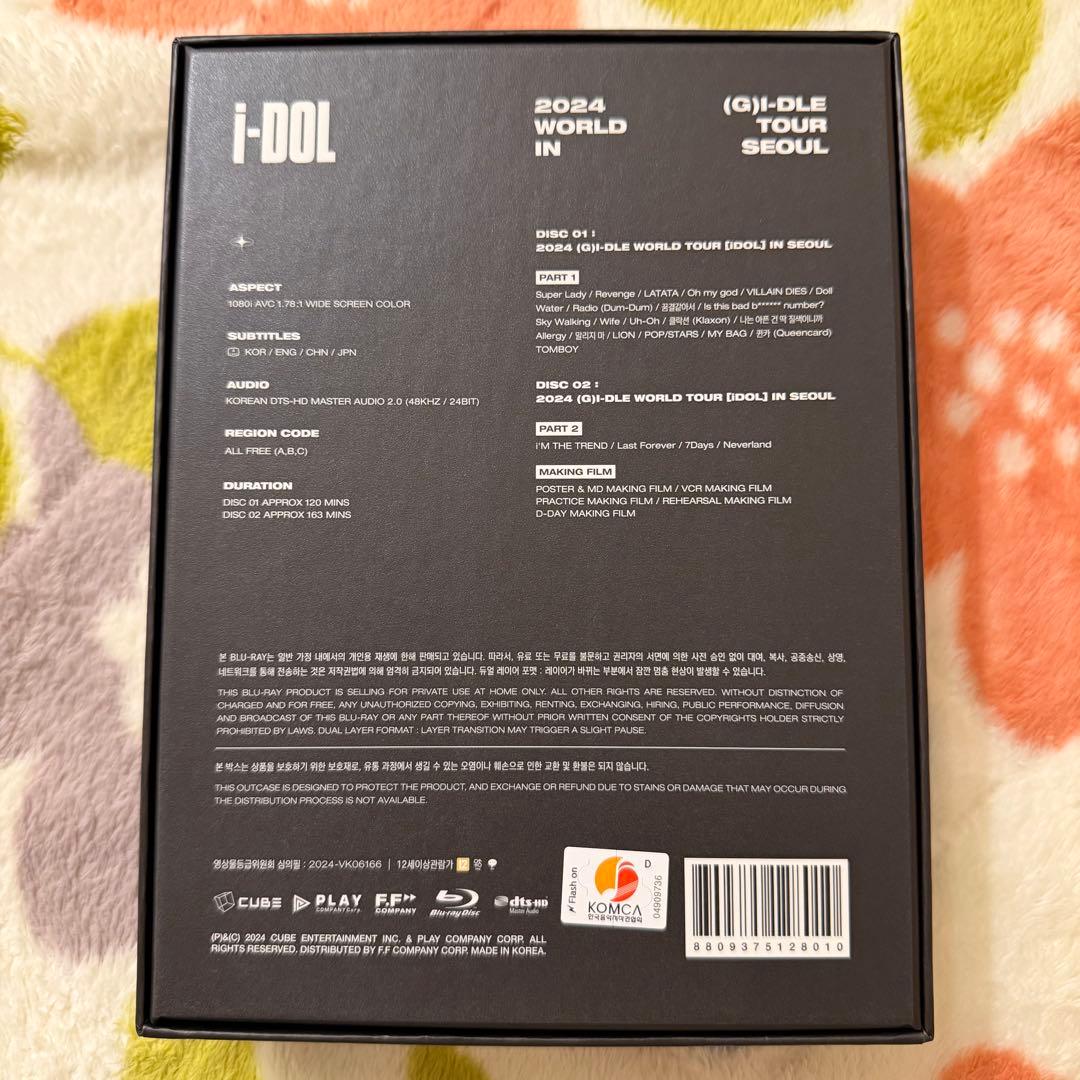 i-DOL
2024 (G)I-DLE
WORLD TOUR
IN SEOUL
ASPECT
1080i AVC 1.78:1 WIDE SCREEN COLOR
SUBTITLES
KOR / ENG / CHN / JPN
AUDIO
KOREAN DTS-HD MASTER AUDIO 2.0 (48KHZ / 24BIT)
REGION CODE
ALL FREE (A,B,C)
DURATION
DISC 01 APPROX 120 MINS
DISC 02 APPROX 163 MINS
DISC 01 :
2024 (G)I-DLE WORLD TOUR [iDOL] IN SEOUL
PART 1
Super Lady / Revenge / LATATA / Oh my god / VILLAIN DIES / Doll
Water / Radio (Dum-Dum) / 꿈결같아서 / Is this bad b****** number?
Sky Walking / Wife / Uh-Oh / 클락션 (Klaxon) / 나는 아픈 건 딱 질색이니까
Allergy / 말리지 마 / LION / POP/STARS / MY BAG / 퀸카 (Queencard)
TOMBOY
DISC 02 :
2024 (G)I-DLE WORLD TOUR [iDOL] IN SEOUL
PART 2
i'M THE TREND / Last Forever / 7Days / Neverland
MAKING FILM
POSTER & MD MAKING FILM / VCR MAKING FILM
PRACTICE MAKING FILM / REHEARSAL MAKING FILM
D-DAY MAKING FILM
본 BLU-RAY는 일반 가정 내에서의 개인용 재생에 한해 판매되고 있습니다. 따라서, 유료 또는 무료를 불문하고 권리자의 서면에 의한 사전 승인 없이 대여, 복사, 공중송신, 상영,
네트워크를 통해 전송하는 것은 저작권법에 의해 엄격히 금지되어 있습니다. 듀얼 레이어 포맷 : 레이어가 바뀌는 부분에서 잠깐 멈춤 현상이 발생할 수 있습니다.
THIS BLU-RAY PRODUCT IS SELLING FOR PRIVATE USE AT HOME ONLY. ALL OTHER RIGHTS ARE RESERVED. WITHOUT DISTINCTION OF
CHARGED AND FOR FREE, ANY UNAUTHORIZED COPYING, EXHIBITING, RENTING, EXCHANGING, HIRING, PUBLIC PERFORMANCE, DIFFUSION
AND BROADCAST OF THIS BLU-RAY OR ANY PART THEREOF WITHOUT PRIOR WRITTEN CONSENT OF THE COPYRIGHTS HOLDER STRICTLY
PROHIBITED BY LAWS. DUAL LAYER FORMAT : LAYER TRANSITION MAY TRIGGER A SLIGHT PAUSE.
본 박스는 상품을 보호하기 위한 보호재로, 유통 과정에서 생길 수 있는 오염이나 훼손으로 인한 교환 및 환불은 되지 않습니다.
THIS OUTCASE IS DESIGNED TO PROTECT THE PRODUCT, AND EXCHANGE OR REFUND DUE TO STAINS OR DAMAGE THAT MAY OCCUR DURING
THE DISTRIBUTION PROCESS IS NOT AVAILABLE.
영상물등급위원회 심의필 : 2024-VK06166 | 12세이상관람가 12
CUBE PLAY COMPANY Corp. F.F COMPANY Blu-ray Disc dts-HD Master Audio
(P)&(C) 2024 CUBE ENTERTAINMENT INC. & PLAY COMPANY CORP. ALL
RIGHTS RESERVED. DISTRIBUTED BY F.F COMPANY CORP. MADE IN KOREA.
Flash on
KOMCA
한국음악저작권협회
D
04909736
8809375128010